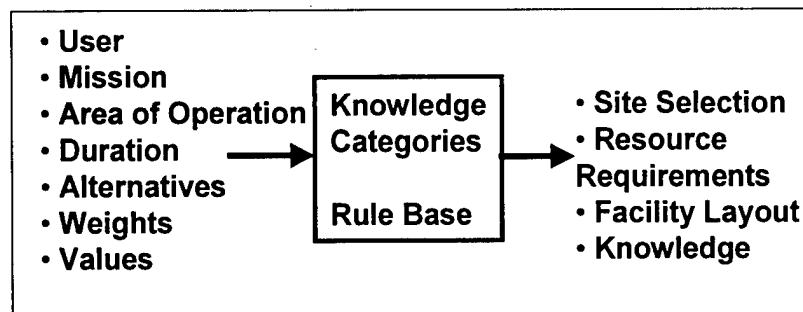 • User
• Mission
• Area of Operation
• Duration
• Alternatives
• Weights
• Values
Knowledge
Categories
Rule Base
• Site Selection
• Resource
Requirements
• Facility Layout
• Knowledge